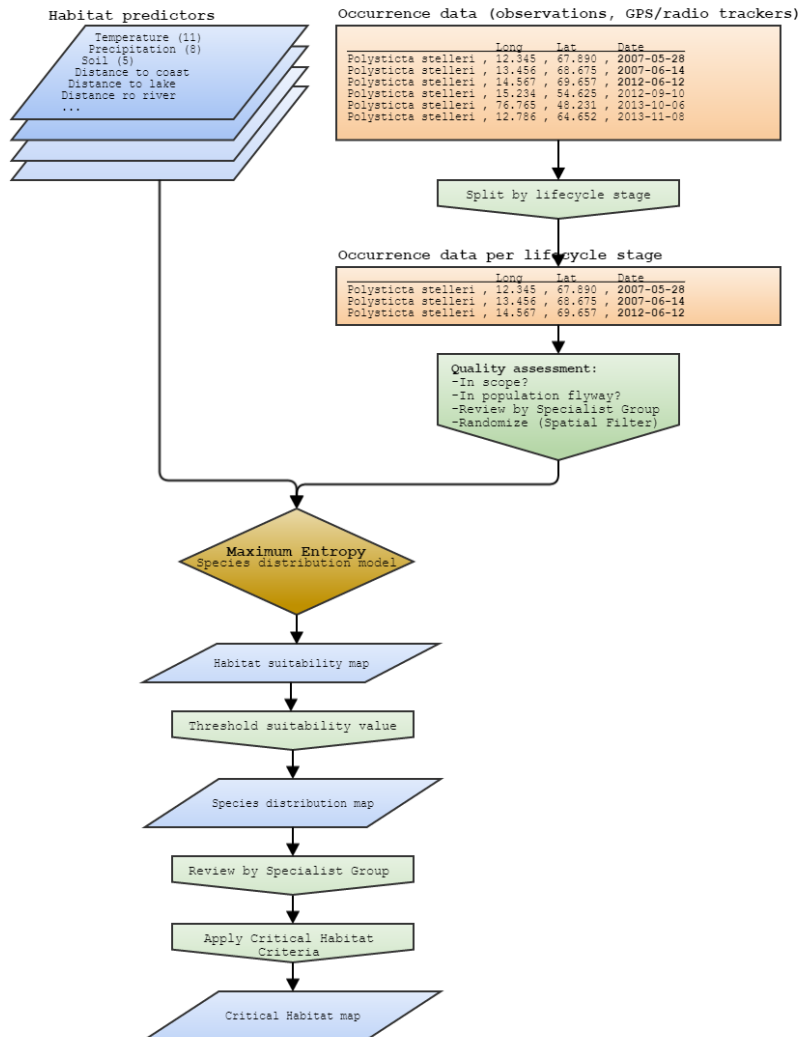 Habitat predictors
Temperature (11)
Precipitation (8)
Soil (5)
Distance to coast
Distance to lake
Distance ro river
...
Occurrence data (observations, GPS/radio trackers)
Long Lat Date
Polysticta stelleri , 12.345 , 67.890 , 2007-05-28
Polysticta stelleri , 13.456 , 68.675 , 2007-06-14
Polysticta stelleri , 14.567 , 69.657 , 2012-06-12
Polysticta stelleri , 15.234 , 54.625 , 2012-09-10
Polysticta stelleri , 76.765 , 48.231 , 2013-10-06
Polysticta stelleri , 12.786 , 64.652 , 2013-11-08
Split by lifecycle stage
Occurrence data per lifecycle stage
Long Lat Date
Polysticta stelleri , 12.345 , 67.890 , 2007-05-28
Polysticta stelleri , 13.456 , 68.675 , 2007-06-14
Polysticta stelleri , 14.567 , 69.657 , 2012-06-12
Quality assessment:
-In scope?
-In population flyway?
-Review by Specialist Group
-Randomize (Spatial Filter)
Maximum Entropy
Species distribution model
Habitat suitability map
Threshold suitability value
Species distribution map
Review by Specialist Group
Apply Critical Habitat
Criteria
Critical Habitat map